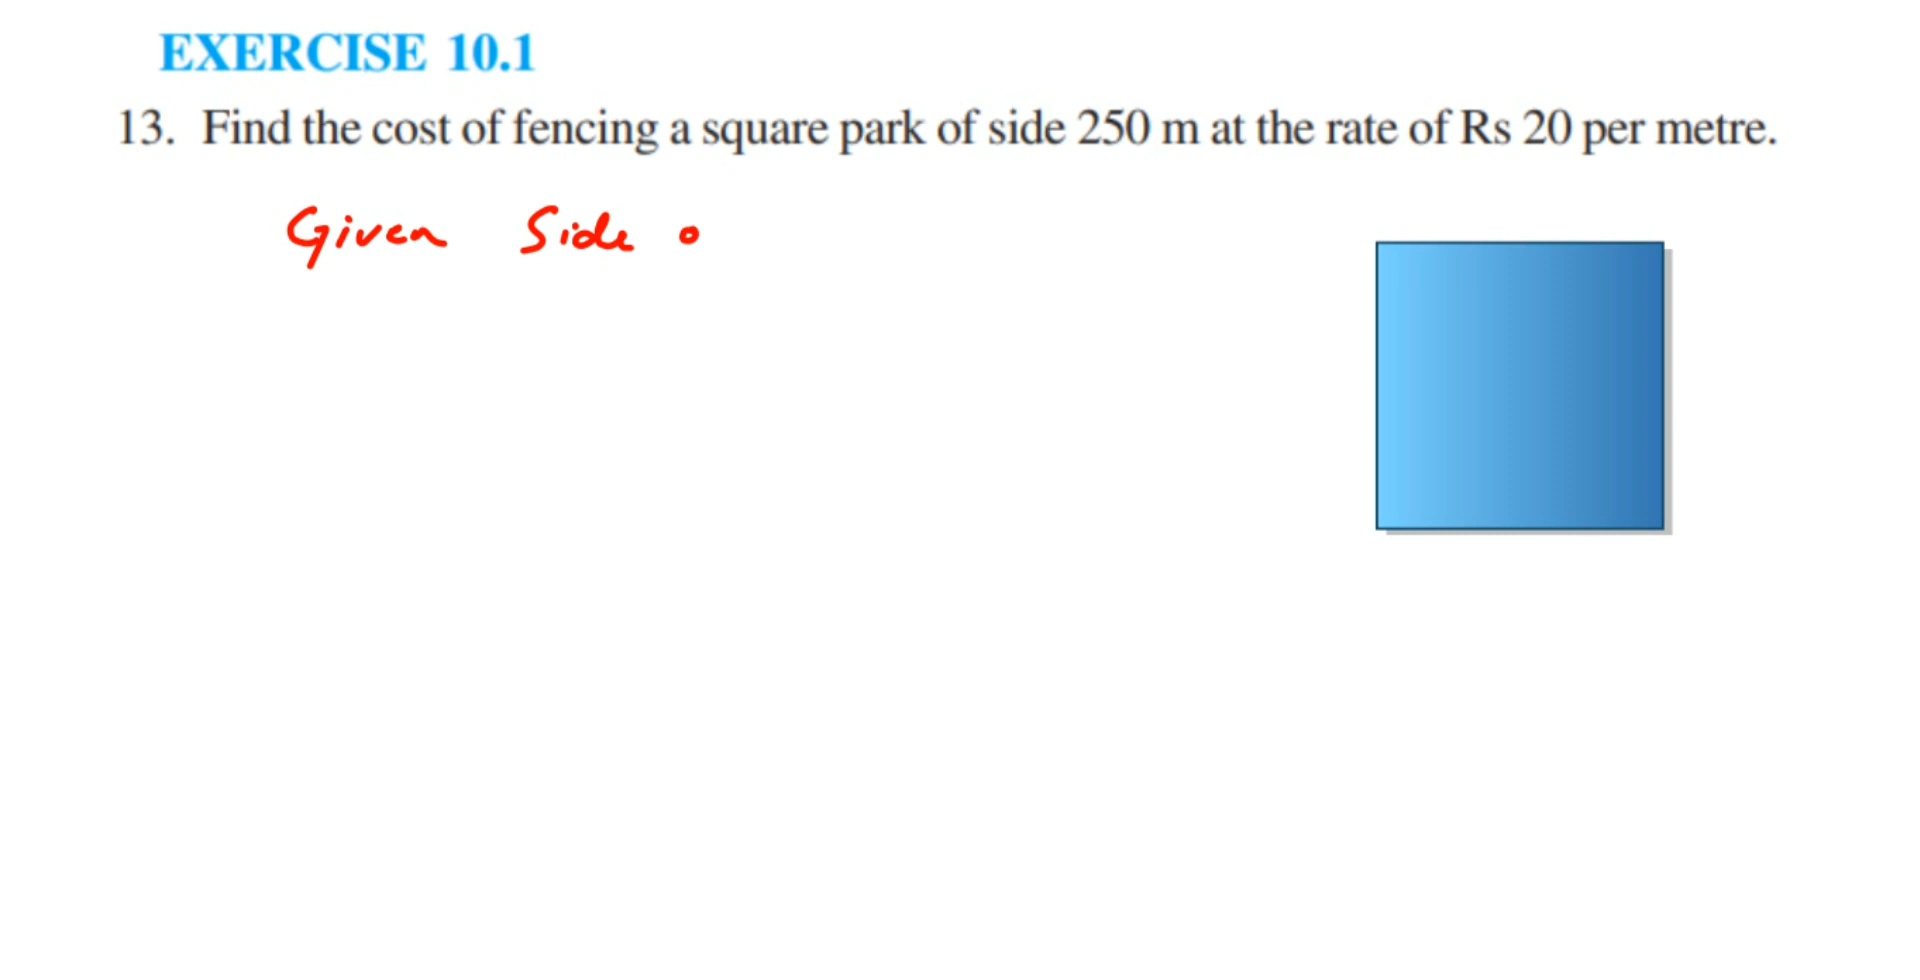 EXERCISE 10.1
13. Find the cost of fencing a square park of side 250 m at the rate of Rs 20 per metre.
Given Side o